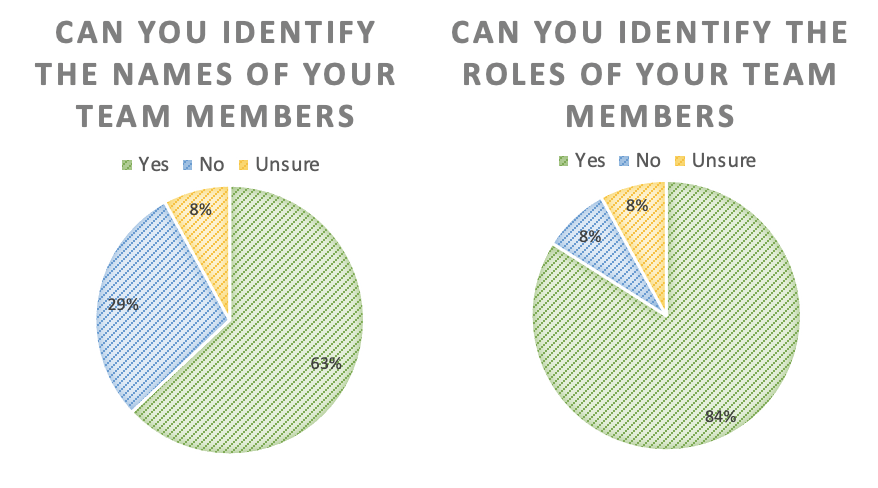 CAN YOU IDENTIFY
THE NAMES OF YOUR
TEAM MEMBERS
Yes No Unsure
8%
29%
63%
CAN YOU IDENTIFY THE
ROLES OF YOUR TEAM
MEMBERS
Yes No Unsure
8%
8%
84%